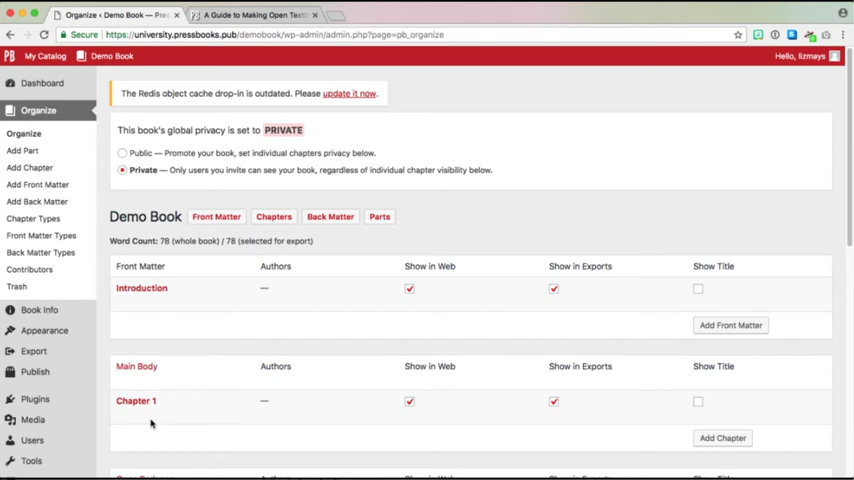 Organize ‹ Demo Book — Pres
A Guide to Making Open Textb
Secure
https://university.pressbooks.pub/demobook/wp-admin/admin.php?page=pb_organize
PB My Catalog Demo Book Hello, lizmays
Dashboard
Organize
Organize
Add Part
Add Chapter
Add Front Matter
Add Back Matter
Chapter Types
Front Matter Types
Back Matter Types
Contributors
Trash
Book Info
Appearance
Export
Publish
Plugins
Media
Users
Tools
The Redis object cache drop-in is outdated. Please update it now.
This book's global privacy is set to PRIVATE
Public — Promote your book, set individual chapters privacy below.
Private — Only users you invite can see your book, regardless of individual chapter visibility below.
Demo Book Front Matter Chapters Back Matter Parts
Word Count: 78 (whole book) / 78 (selected for export)
Front Matter Authors Show in Web Show in Exports Show Title
Introduction —
Add Front Matter
Main Body Authors Show in Web Show in Exports Show Title
Chapter 1 —
Add Chapter